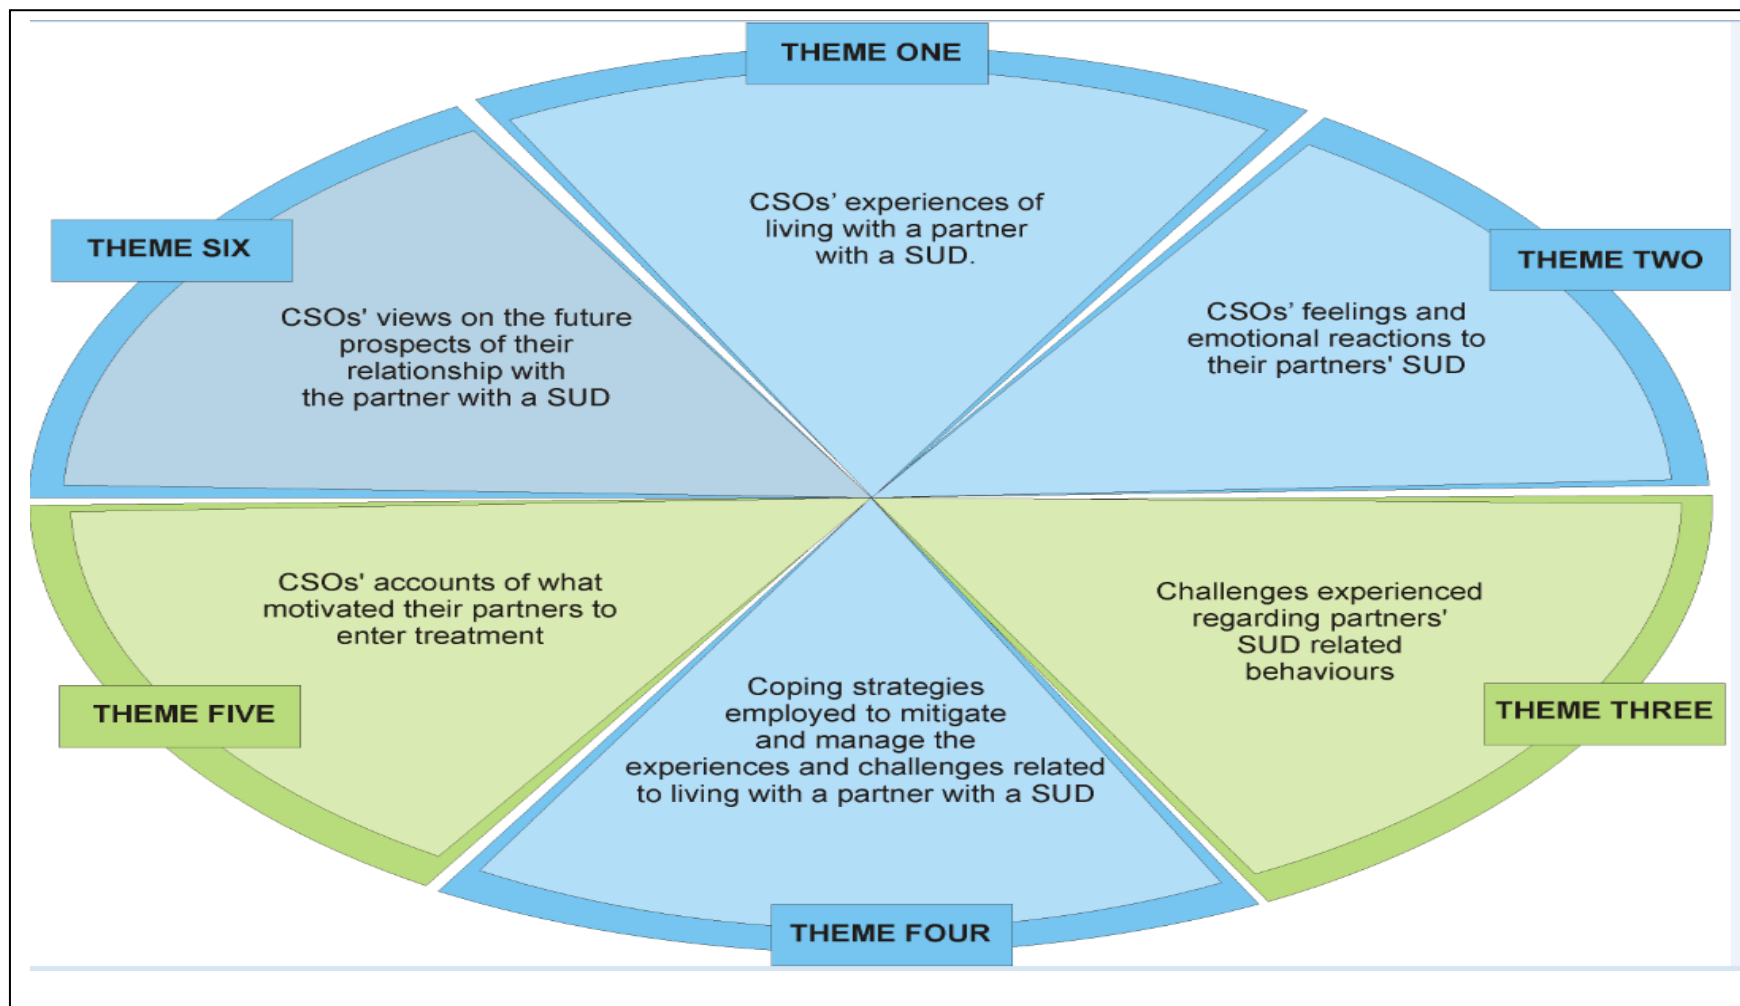 THEME ONE
CSOs’ experiences of
living with a partner
with a SUD.
THEME TWO
CSOs’ feelings and
emotional reactions to
their partners' SUD
THEME THREE
Challenges experienced
regarding partners'
SUD related
behaviours
THEME FOUR
Coping strategies
employed to mitigate
and manage the
experiences and challenges related
to living with a partner with a SUD
THEME FIVE
CSOs' accounts of what
motivated their partners to
enter treatment
THEME SIX
CSOs' views on the future
prospects of their
relationship with
the partner with a SUD